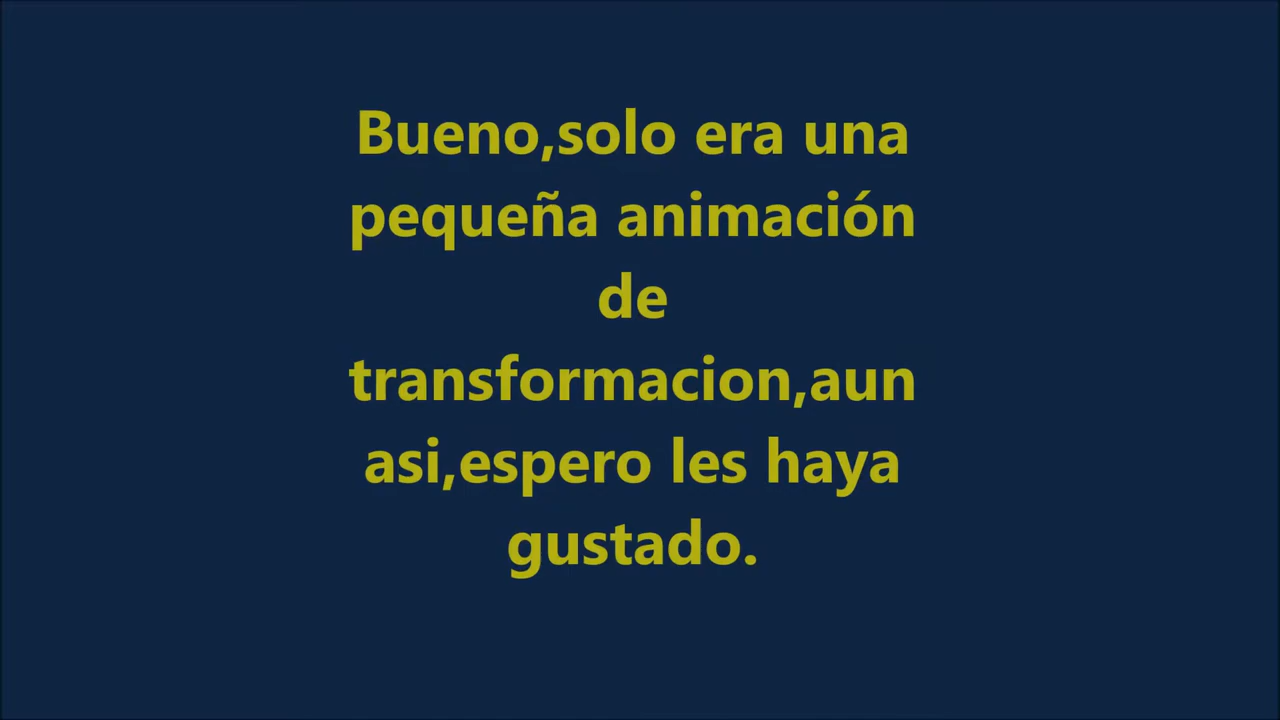 Bueno,solo era una
pequeña animación
de
transformacion,aun
asi,espero les haya
gustado.